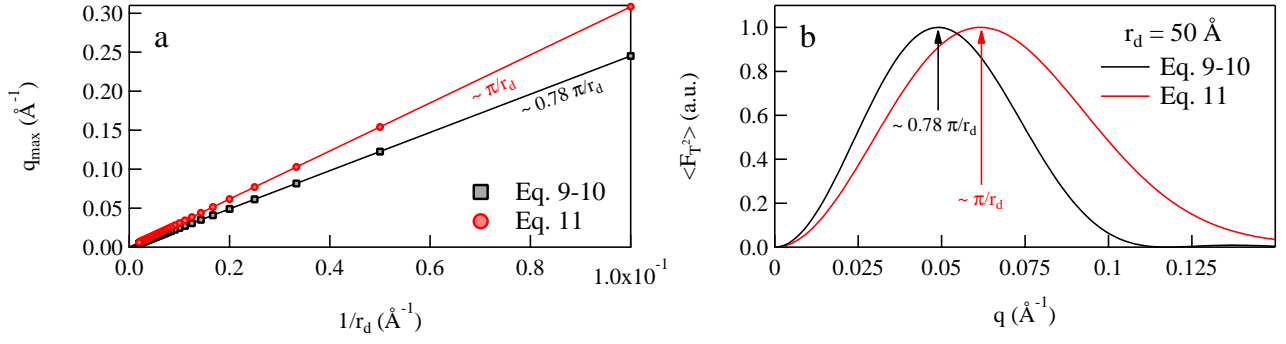 a
q_max (Å⁻¹)
0.30
0.25
0.20
0.15
0.10
0.05
0.00
~ π/r_d
~ 0.78 π/r_d
Eq. 9-10
Eq. 11
0.0
0.2
0.4
0.6
0.8
1.0x10⁻¹
1/r_d (Å⁻¹)
b
<F_T²> (a.u.)
1.0
0.8
0.6
0.4
0.2
0.0
r_d = 50 Å
Eq. 9-10
Eq. 11
~ 0.78 π/r_d
~ π/r_d
0
0.025
0.05
0.075
0.1
0.125
q (Å⁻¹)